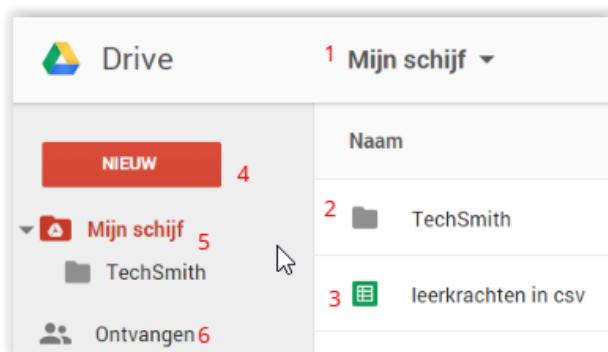 Drive
1 Mijn schijf
NIEUW
4
Naam
Mijn schijf
5
2 TechSmith
TechSmith
3 leerkrachten in csv
Ontvangen 6